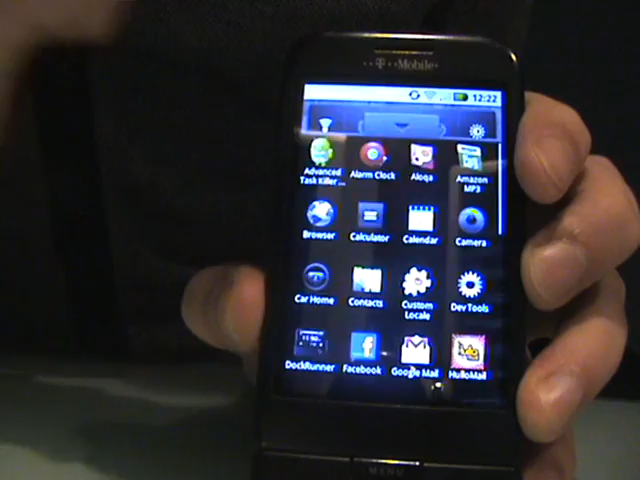 T··Mobile·
12:22
Advanced Task Killer ...
Alarm Clock
Aloqa
Amazon MP3
Browser
Calculator
Calendar
Camera
Car Home
Contacts
Custom Locale
Dev Tools
DockRunner
Facebook
Google Mail
HulloMail
MENU